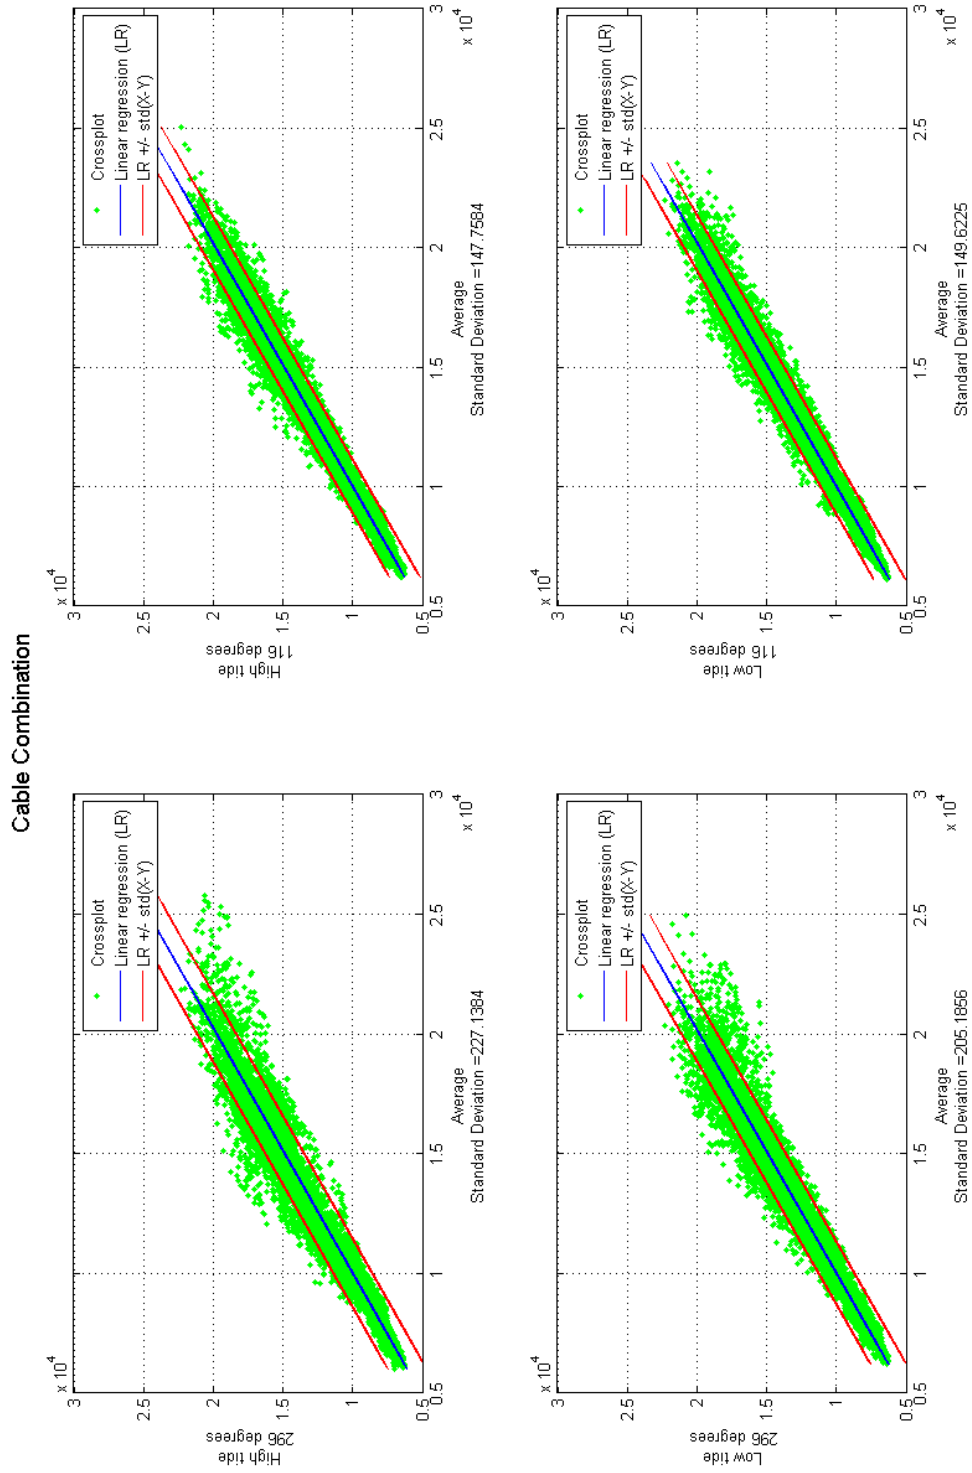 Cable Combination
x 10^4
3
2.5
2
1.5
1
0.5
High tide
296 degrees
Crossplot
Linear regression (LR)
LR +/- std(X-Y)
0.5 1 1.5 2 2.5 3
x 10^4
Average
Standard Deviation =227.1384
x 10^4
3
2.5
2
1.5
1
0.5
High tide
116 degrees
Crossplot
Linear regression (LR)
LR +/- std(X-Y)
0.5 1 1.5 2 2.5 3
x 10^4
Average
Standard Deviation =147.7584
x 10^4
3
2.5
2
1.5
1
0.5
Low tide
296 degrees
Crossplot
Linear regression (LR)
LR +/- std(X-Y)
0.5 1 1.5 2 2.5 3
x 10^4
Average
Standard Deviation =205.1856
x 10^4
3
2.5
2
1.5
1
0.5
Low tide
116 degrees
Crossplot
Linear regression (LR)
LR +/- std(X-Y)
0.5 1 1.5 2 2.5 3
x 10^4
Average
Standard Deviation =149.6225